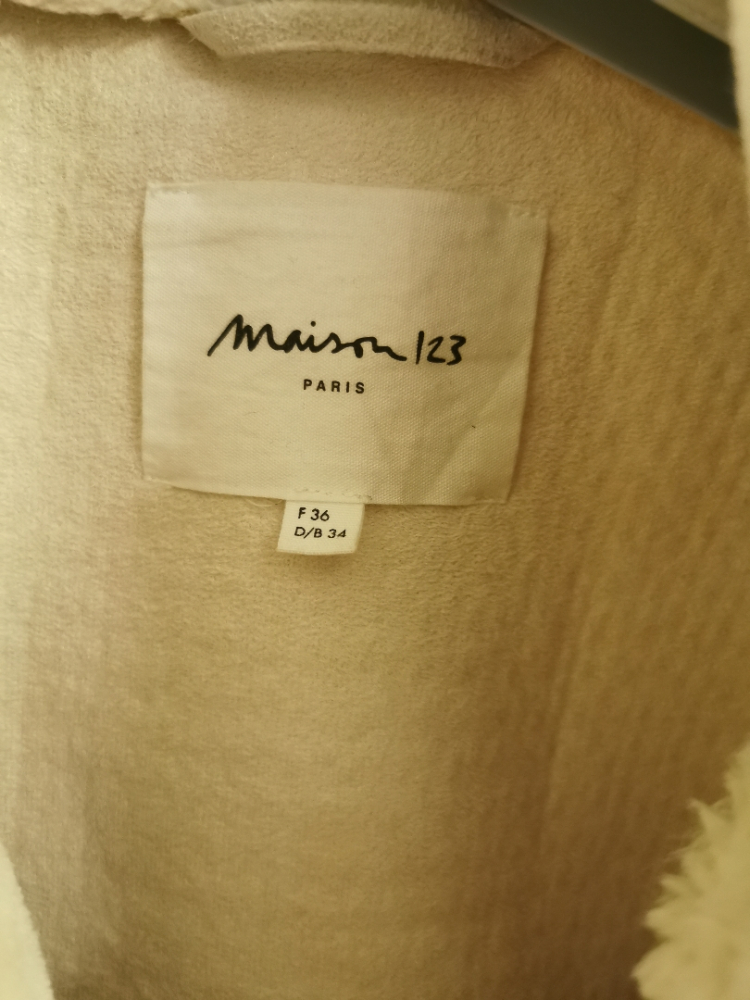 Maison 123
PARIS
F 36
D/B 34